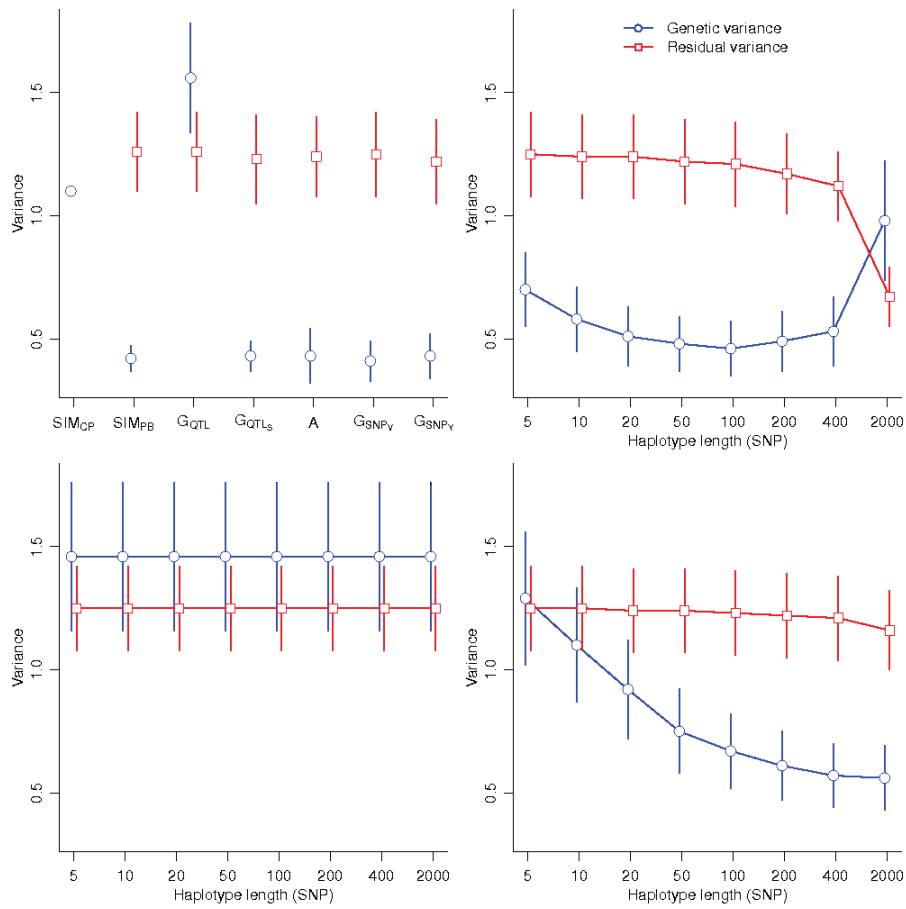 Genetic variance
Residual variance
Variance
0.5
1.0
1.5
SIMCP SIMPB GQTL GQTLS A GSNPV GSNPY
0.5
1.0
1.5
Variance
5 10 20 50 100 200 400 2000
Haplotype length (SNP)
Variance
0.5
1.0
1.5
5 10 20 50 100 200 400 2000
Haplotype length (SNP)
Variance
0.5
1.0
1.5
5 10 20 50 100 200 400 2000
Haplotype length (SNP)